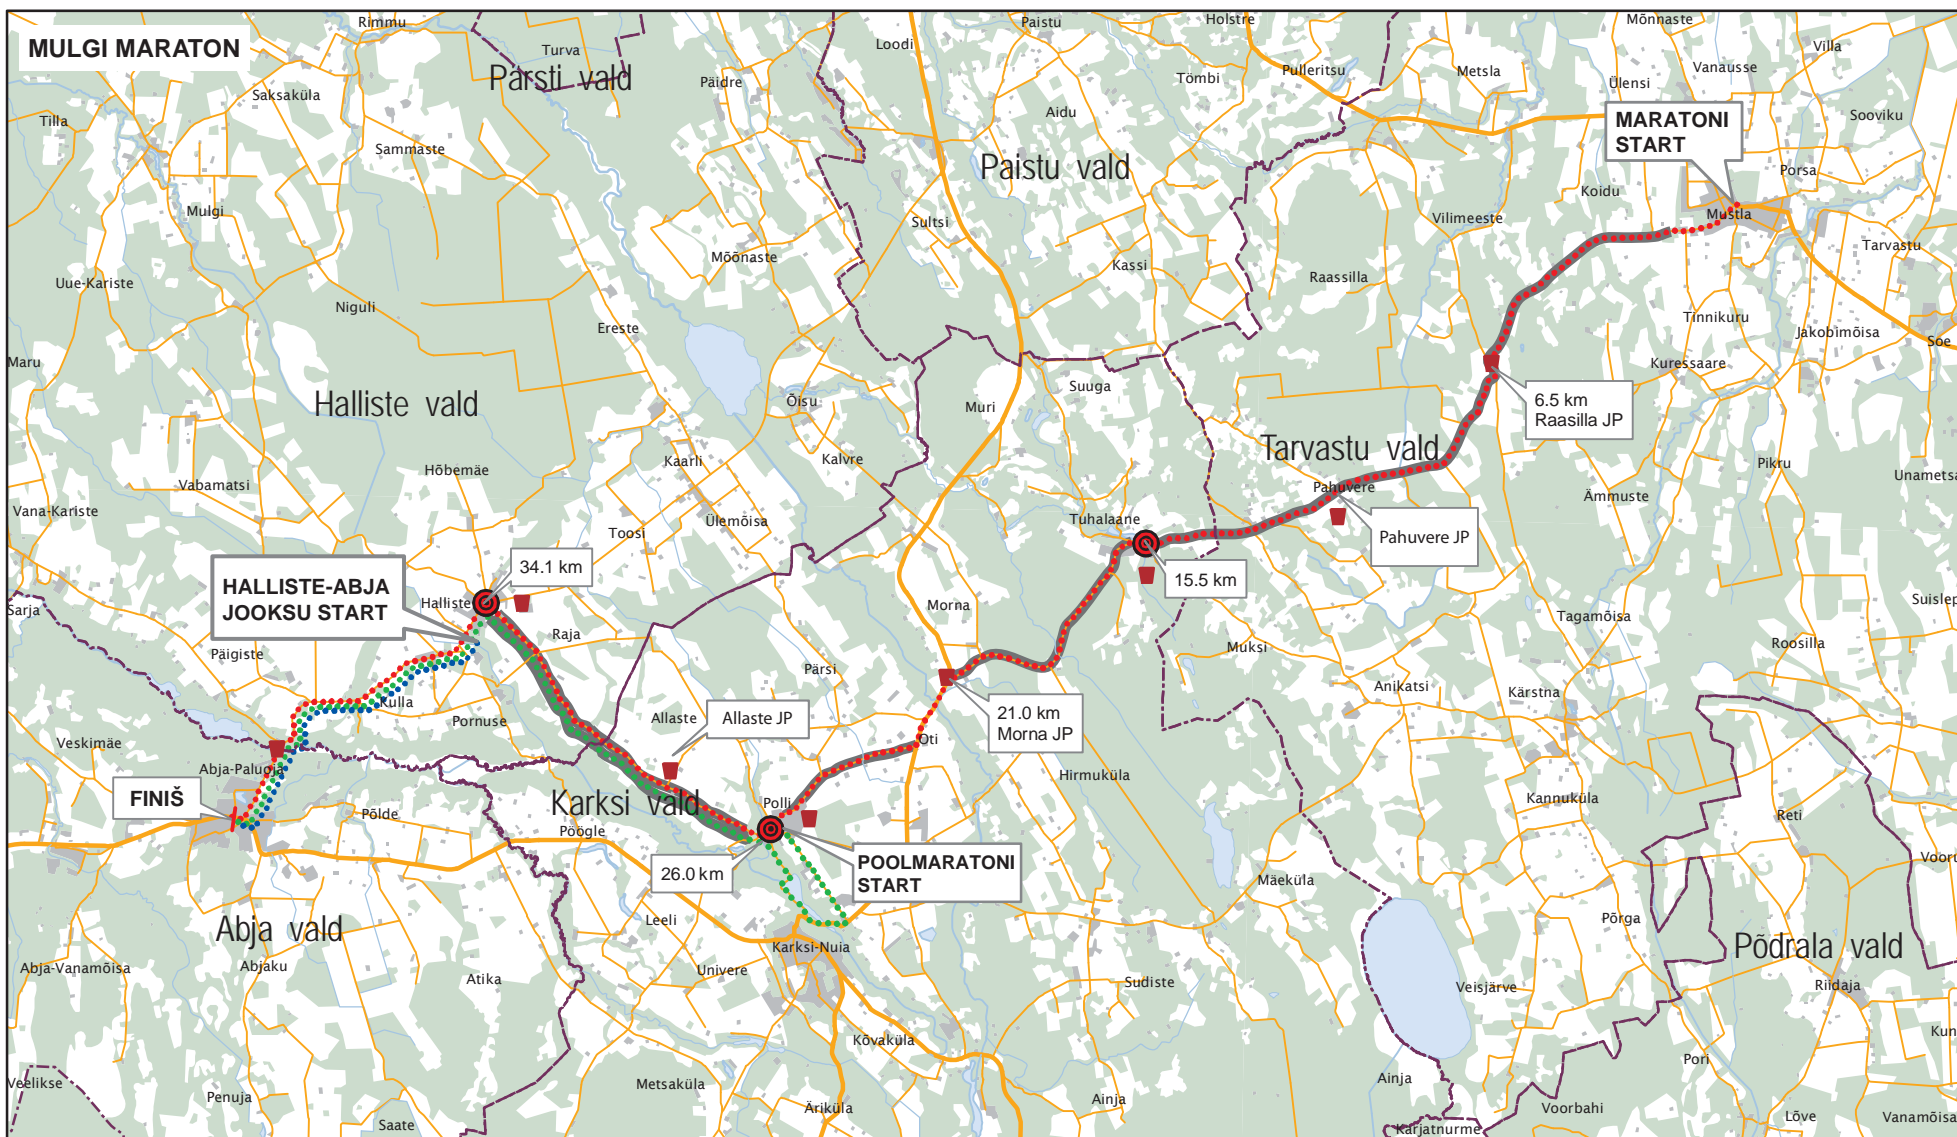 MULGI MARATON
Rimmu
Turva
Pärsti vald
Päidre
Loodi
Paistu
Holstre
Tömbi
Pulleritsu
Metsla
Mõnnaste
Vanausse
Villa
Ülensi
Sooviku
Saksaküla
Tilla
Sammaste
Aidu
MARATONI
START
Paistu vald
Porsa
Koidu
Mustla
Mulgi
Sultsi
Vilimeeste
Tarvastu
Mõõnaste
Kassi
Raassilla
Uue-Kariste
Niguli
Ereste
Tinnikuru
Jakobimõisa
Soe
Maru
Kuressaare
Suuga
Halliste vald
Õisu
Muri
6.5 km
Raasilla JP
Tarvastu vald
Kaarli
Kalvre
Hõbemäe
Pikru
Unametsa
Vabamatsi
Pahuvere
Ämmuste
Vana-Kariste
Toosi
Ülemõisa
Tuhalaane
Pahuvere JP
34.1 km
15.5 km
HALLISTE-ABJA
JOOKSU START
Halliste
Sarja
Morna
Tagamõisa
Suislep
Raja
Muksi
Roosilla
Päigiste
Pärsi
Anikatsi
Kärstna
Kulla
Pornuse
Allaste
Allaste JP
21.0 km
Morna JP
Oti
Veskimäe
Abja-Paluoja
Hirmuküla
FINIŠ
Põlde
Karksi vald
Polli
Kannuküla
Reti
Pöögle
26.0 km
POOLMARATONI
START
Vooru
Mäeküla
Abja vald
Leeli
Põrga
Põdrala vald
Karksi-Nuia
Abja-Vanamõisa
Abjaku
Atika
Univere
Sudiste
Veisjärve
Riidaja
Kõvaküla
Kun
Pori
Veelikse
Penuja
Metsaküla
Ainja
Ainja
Äriküla
Voorbahi
Saate
Karjatnurme
Lõve
Vanamõisa